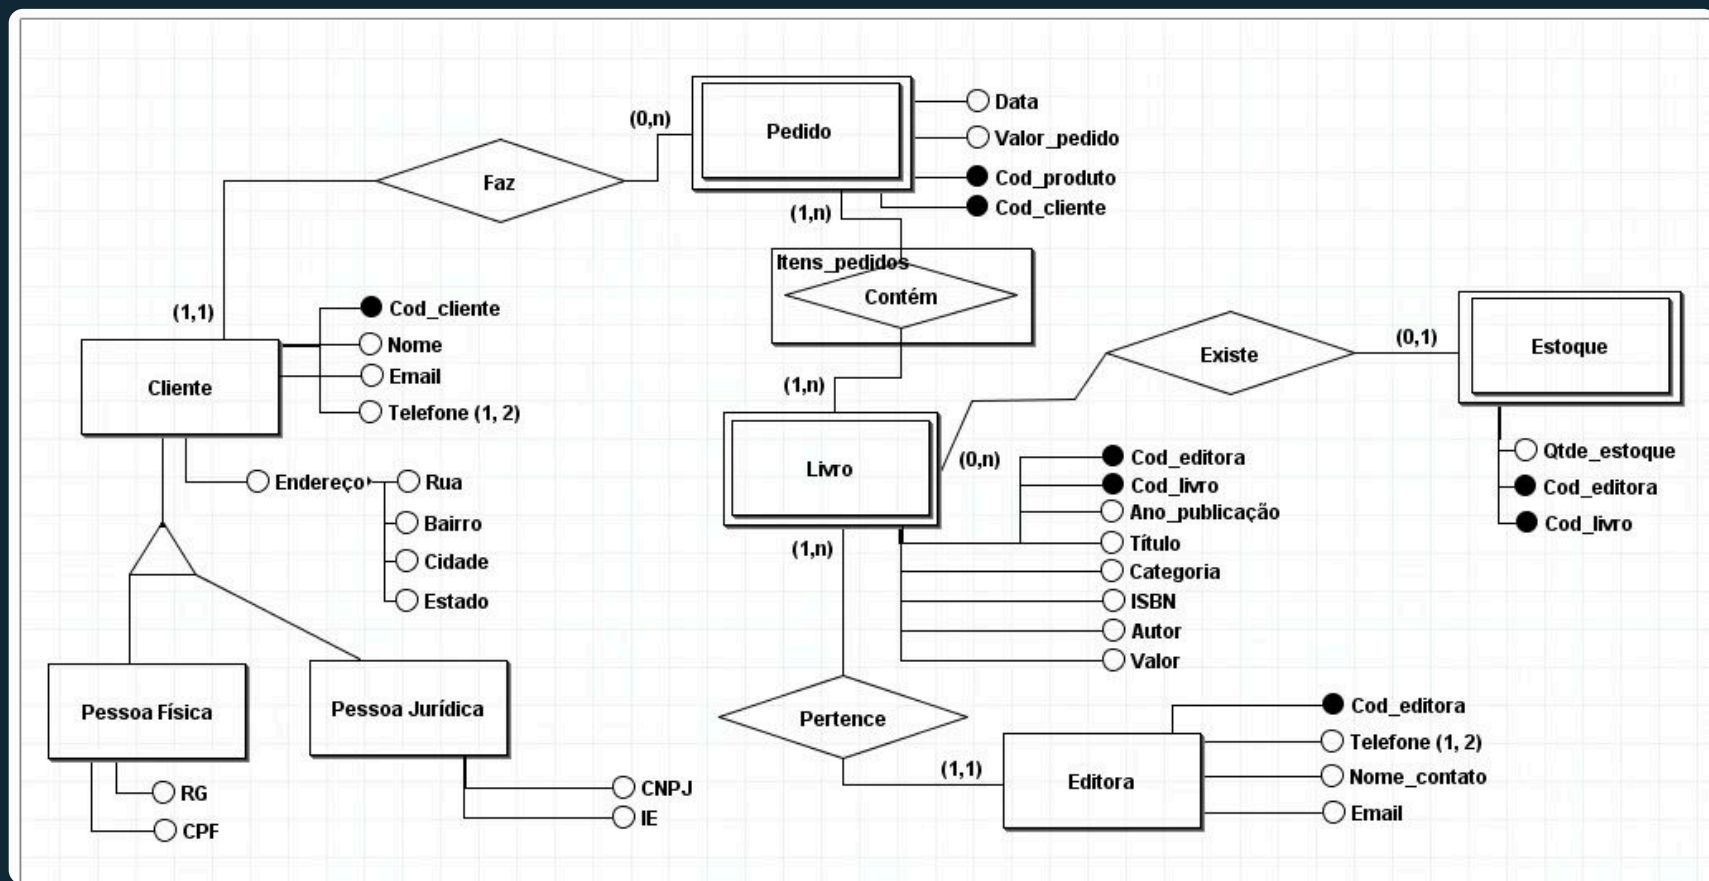 Pedido
Data
Valor_pedido
Cod_produto
Cod_cliente
(0,n)
Faz
(1,n)
Itens_pedidos
Contém
(1,1)
Cod_cliente
Nome
Email
Telefone (1, 2)
Cliente
Existe
(0,1)
Estoque
(1,n)
Livro
(0,n)
Qtde_estoque
Cod_editora
Cod_livro
Endereço
Rua
Bairro
Cidade
Estado
Cod_editora
Cod_livro
Ano_publicação
Título
Categoria
ISBN
Autor
Valor
(1,n)
Pessoa Física
Pessoa Jurídica
RG
CPF
CNPJ
IE
Pertence
(1,1)
Editora
Cod_editora
Telefone (1, 2)
Nome_contato
Email